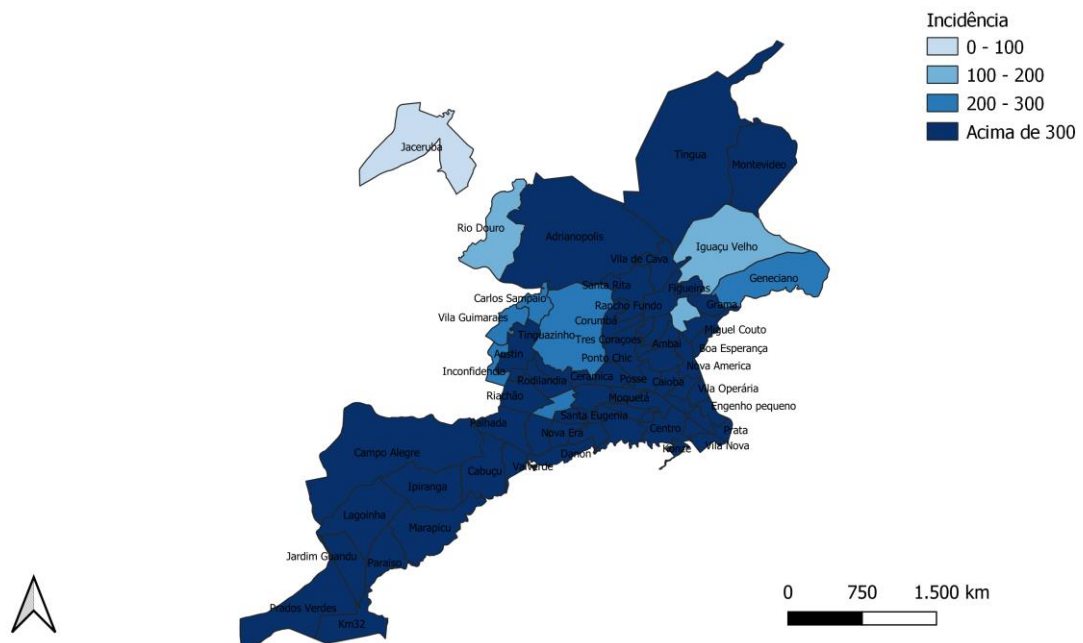 Incidência
0 - 100
100 - 200
200 - 300
Acima de 300
Jaceruba
Tingua
Montevideo
Rio Douro
Adrianopolis
Iguaçu Velho
Vila de Cava
Geneciano
Santa Rita
Figueiras
Carlos Sampaio
Rancho Fundo
Grama
Vila Guimarães
Corumbá
Tinguazinho
Miguel Couto
Tres Corações
Ambai
Boa Esperança
Austin
Ponto Chic
Nova America
Inconfidencia
Rodilandia
Ceramica
Posse
Caioba
Vila Operária
Riachão
Moquetá
Engenho pequeno
Santa Eugenia
Palhada
Nova Era
Centro
Prata
Vila Nova
Campo Alegre
Danon
Cabuçu
Valverde
Ipiranga
Lagoinha
Marapicu
Jardim Guandu
Paraiso
Prados Verdes
Km32
0 750 1.500 km